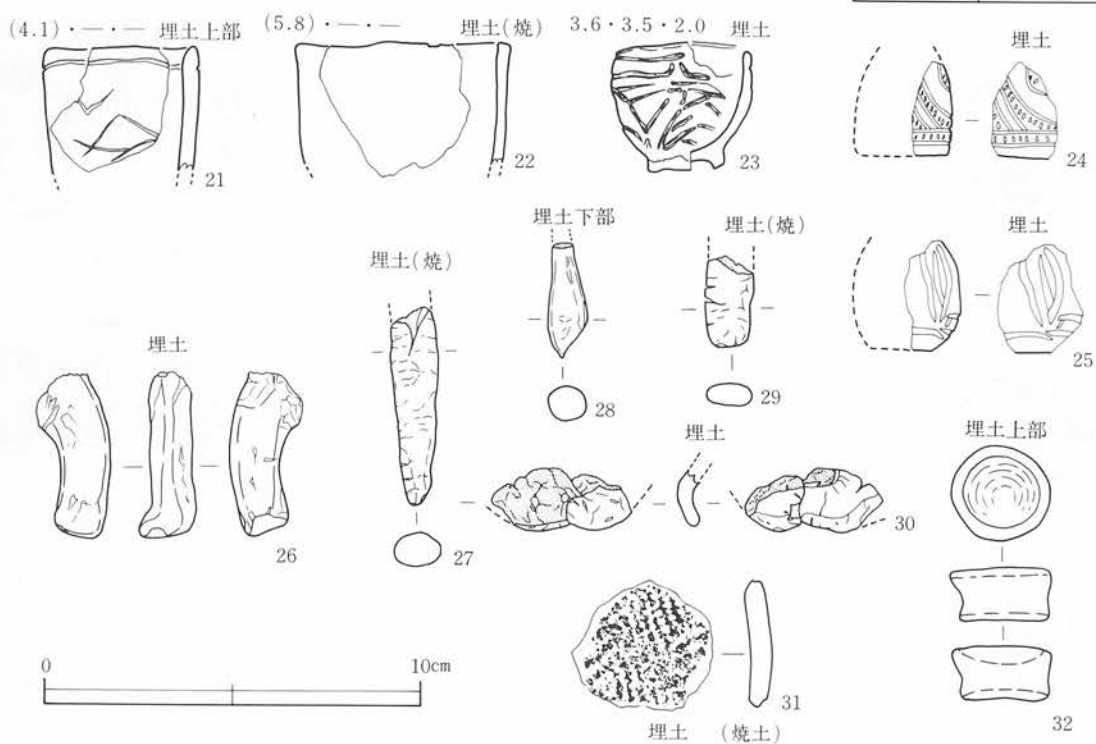 (4.1)・—・— 埋土上部
21
(5.8)・—・— 埋土(焼)
22
3.6・3.5・2.0 埋土
23
埋土
24
埋土
25
埋土
26
埋土(焼)
27
埋土下部
28
埋土(焼)
29
埋土
30
31
埋土 (焼土)
埋土上部
32
0 10cm